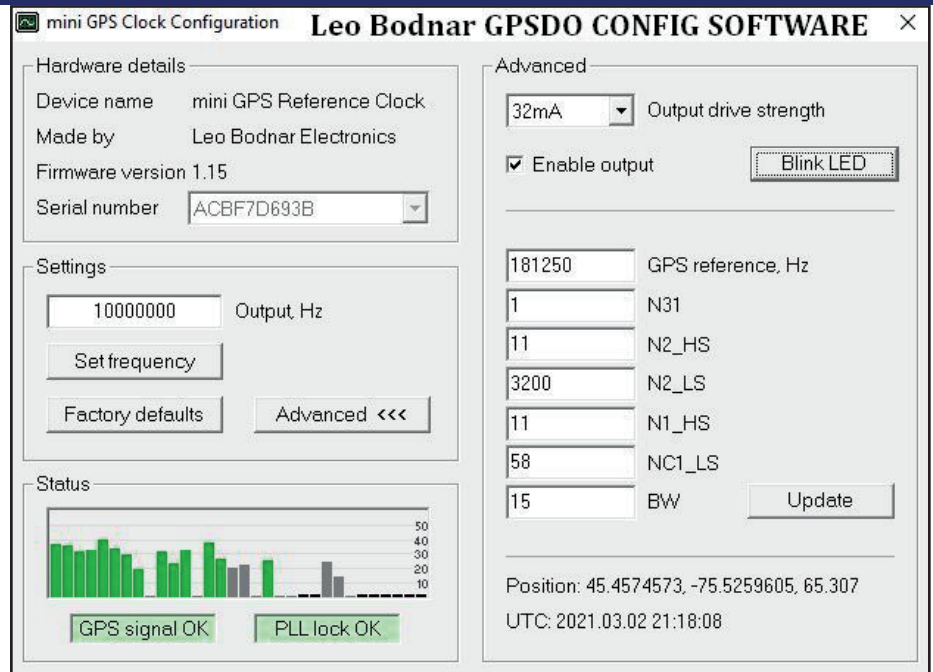 mini GPS Clock Configuration
Leo Bodnar GPSDO CONFIG SOFTWARE
Hardware details
Device name mini GPS Reference Clock
Made by Leo Bodnar Electronics
Firmware version 1.15
Serial number ACBF7D693B
Settings
10000000 Output, Hz
Set frequency
Factory defaults Advanced <<<
Status
50
40
30
20
10
GPS signal OK PLL lock OK
Advanced
32mA Output drive strength
Enable output Blink LED
181250 GPS reference, Hz
1 N31
11 N2_HS
3200 N2_LS
11 N1_HS
58 NC1_LS
15 BW Update
Position: 45.4574573, -75.5259605, 65.307
UTC: 2021.03.02 21:18:08